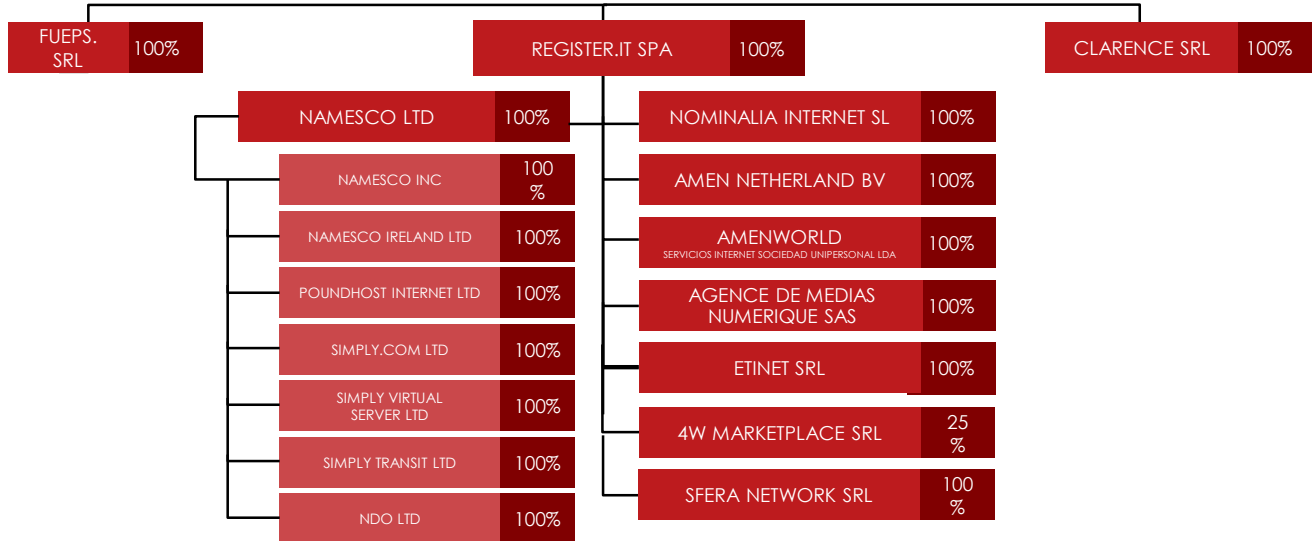 FUEPS.
SRL
100%
REGISTER.IT SPA
100%
CLARENCE SRL
100%
NAMESCO LTD
100%
NAMESCO INC
100
%
NAMESCO IRELAND LTD
100%
POUNDHOST INTERNET LTD
100%
SIMPLY.COM LTD
100%
SIMPLY VIRTUAL
SERVER LTD
100%
SIMPLY TRANSIT LTD
100%
NDO LTD
100%
NOMINALIA INTERNET SL
100%
AMEN NETHERLAND BV
100%
AMENWORLD
SERVICIOS INTERNET SOCIEDAD UNIPERSONAL LDA
100%
AGENCE DE MEDIAS
NUMERIQUE SAS
100%
ETINET SRL
100%
4W MARKETPLACE SRL
25
%
SFERA NETWORK SRL
100
%